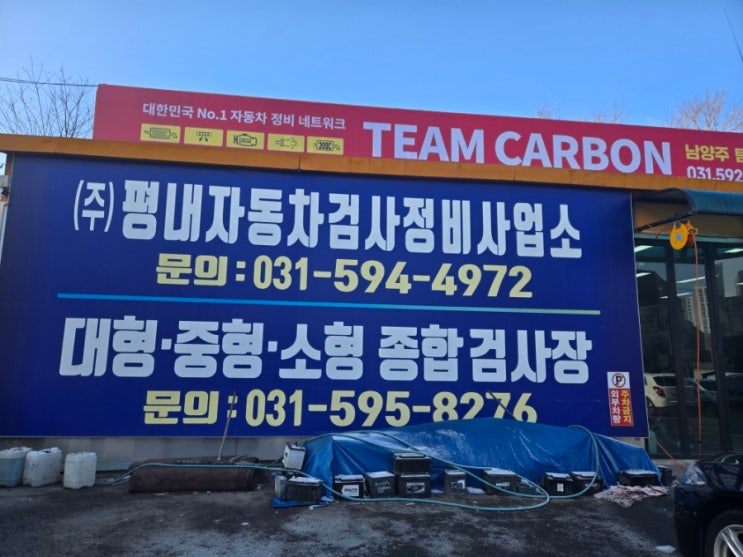 대한민국 No.1 자동차 정비 네트워크
TEAM CARBON
남양주
031.592
(주)평내자동차검사정비사업소
문의 : 031-594-4972
대형·중형·소형 종합 검사장
문의 : 031-595-8276
외부차량
주차금지